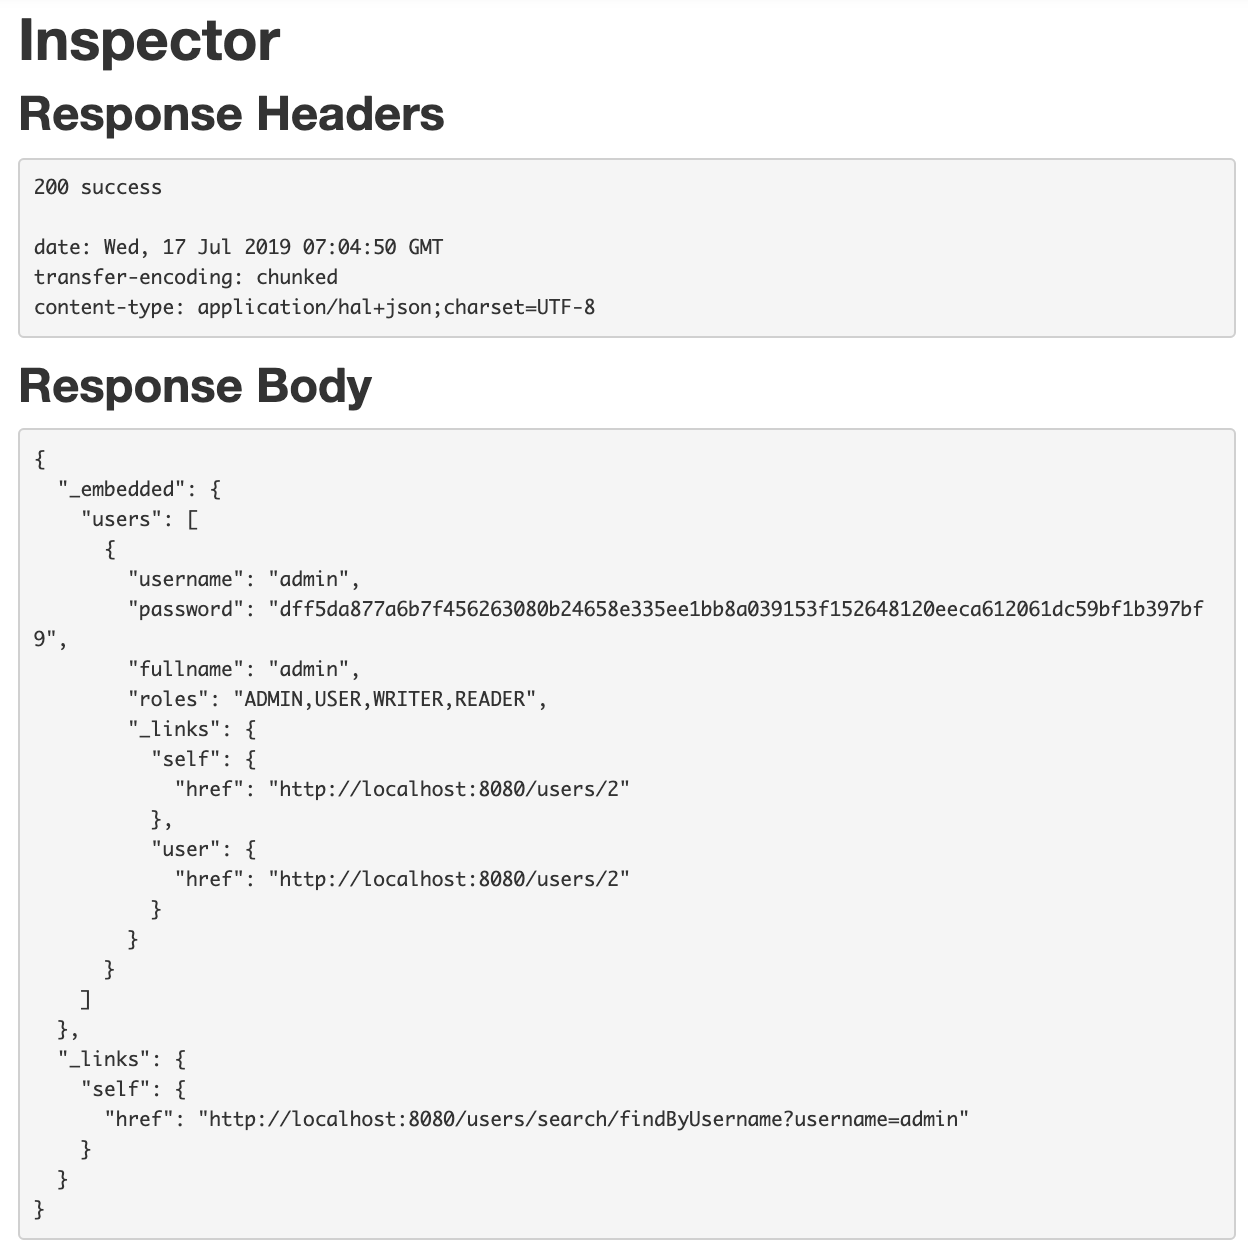 Inspector
Response Headers
200 success
date: Wed, 17 Jul 2019 07:04:50 GMT
transfer-encoding: chunked
content-type: application/hal+json;charset=UTF-8
Response Body
{
  "_embedded": {
    "users": [
      {
        "username": "admin",
        "password": "dff5da877a6b7f456263080b24658e335ee1bb8a039153f152648120eeca612061dc59bf1b397bf
9",
        "fullname": "admin",
        "roles": "ADMIN,USER,WRITER,READER",
        "_links": {
          "self": {
            "href": "http://localhost:8080/users/2"
          },
          "user": {
            "href": "http://localhost:8080/users/2"
          }
        }
      }
    ]
  },
  "_links": {
    "self": {
      "href": "http://localhost:8080/users/search/findByUsername?username=admin"
    }
  }
}